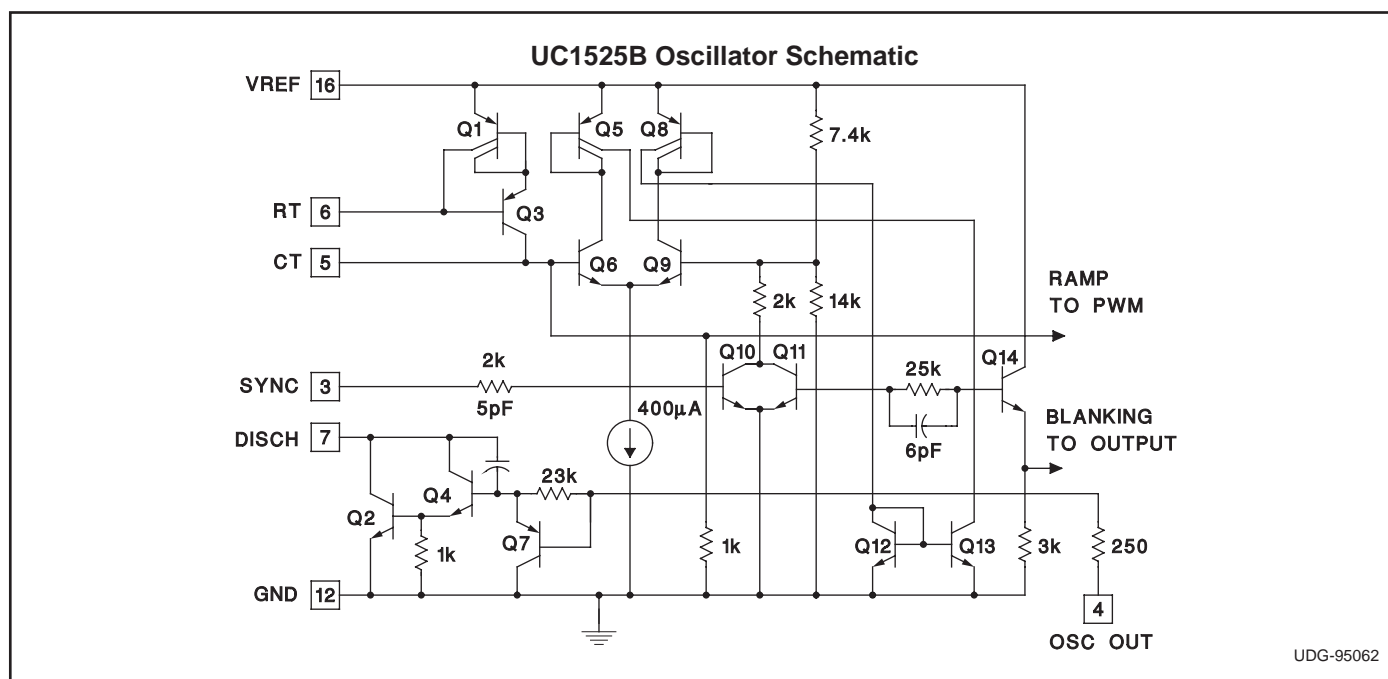 UC1525B Oscillator Schematic
VREF 16
Q1
Q5
Q8
7.4k
RT 6
Q3
CT 5
Q6
Q9
2k
14k
RAMP
TO PWM
Q10
Q11
Q14
2k
25k
SYNC 3
5pF
400µA
6pF
BLANKING
TO OUTPUT
DISCH 7
23k
Q4
Q2
Q7
1k
1k
Q12
Q13
3k
250
GND 12
4
OSC OUT
UDG-95062